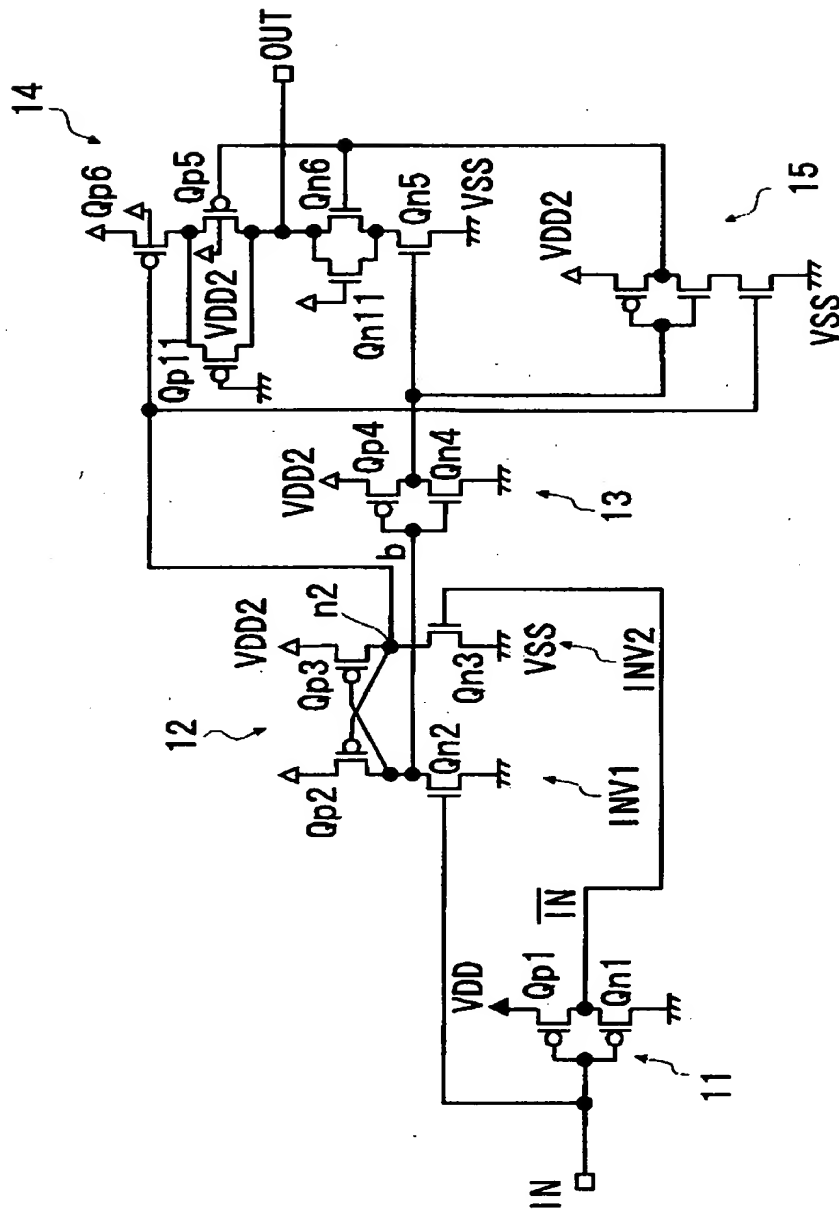 14
Qp6
Qp5
Qp11
VDD2
OUT
Qn6
Qn11
Qn5
VSS
15
VDD2
VSS
VDD2
Qp4
Qn4
b
13
12
n2
VDD2
Qp2
Qp3
Qn2
Qn3
VSS
INV1
INV2
IN
VDD
Qp1
Qn1
11
IN